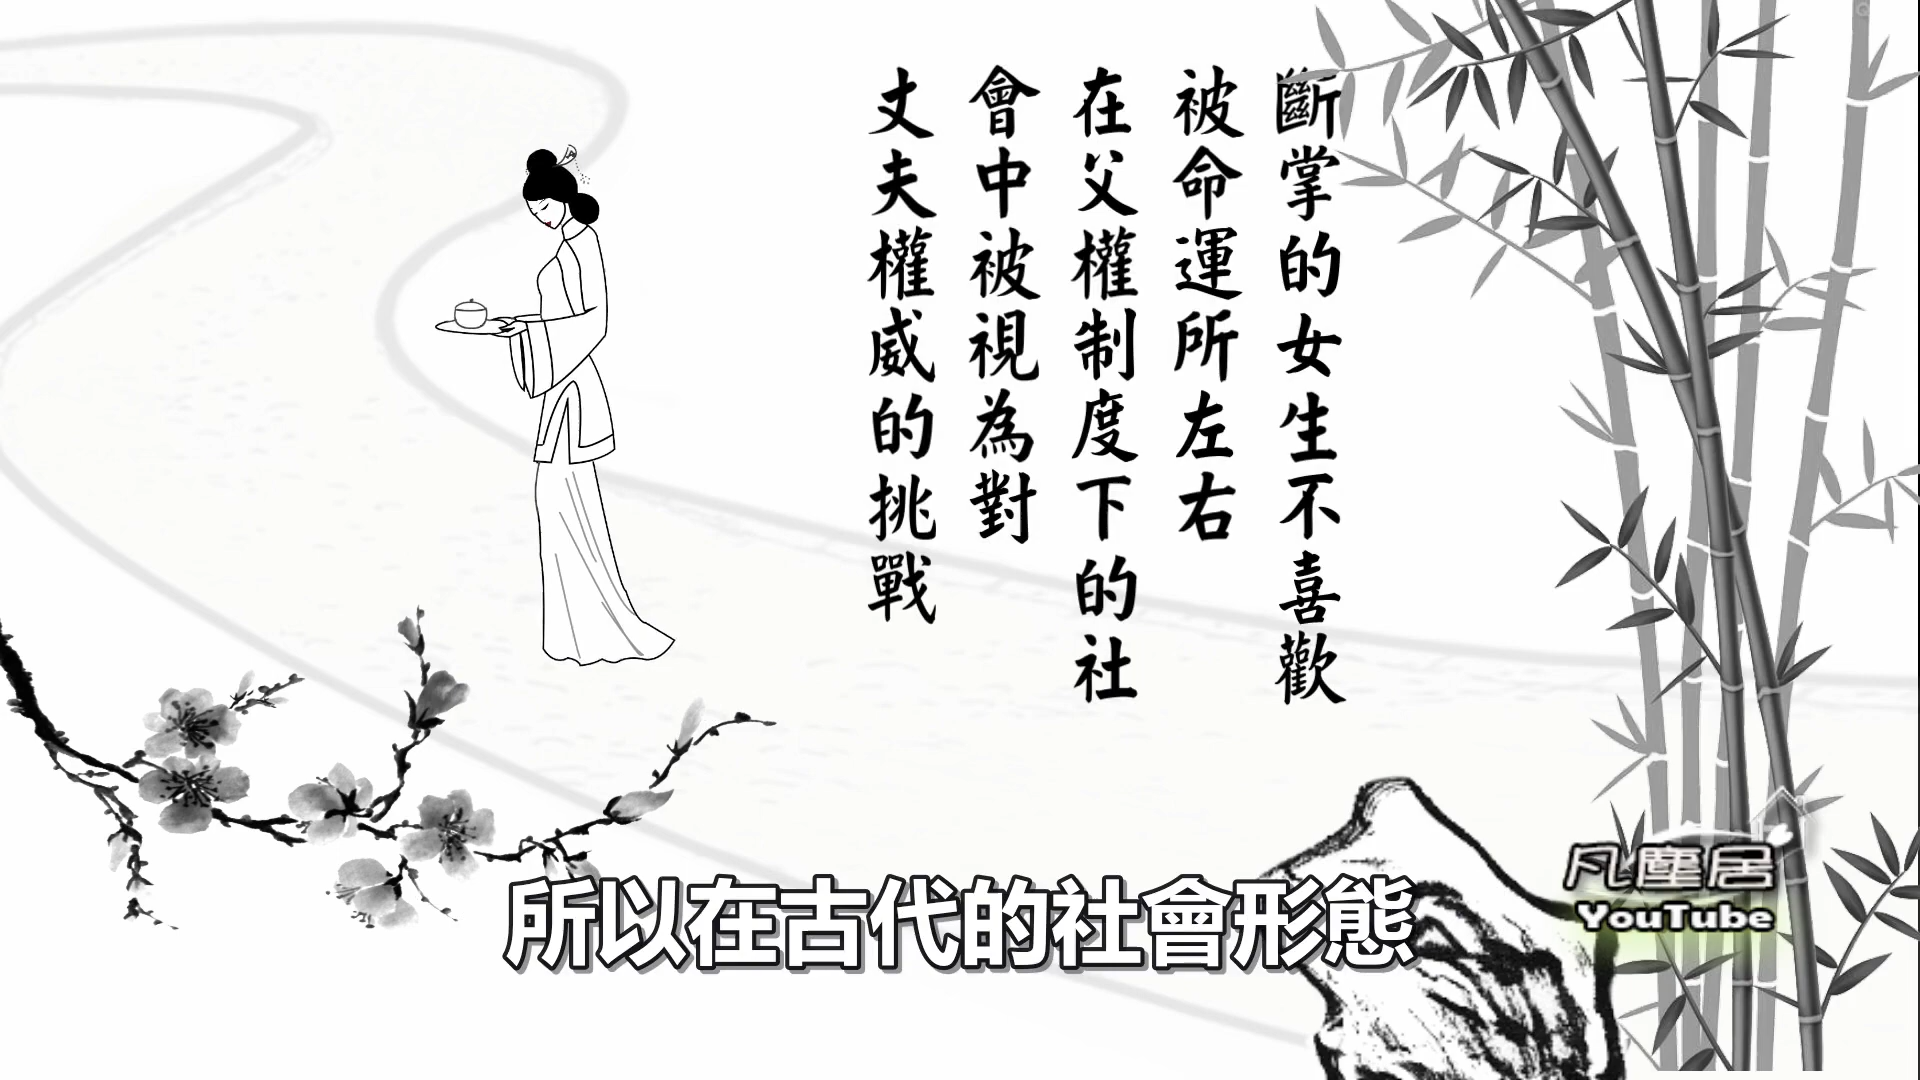 斷掌的女生不喜歡
被命運所左右
在父權制度下的社
會中被視為對
丈夫權威的挑戰
所以在古代的社會形態
凡塵居
YouTube